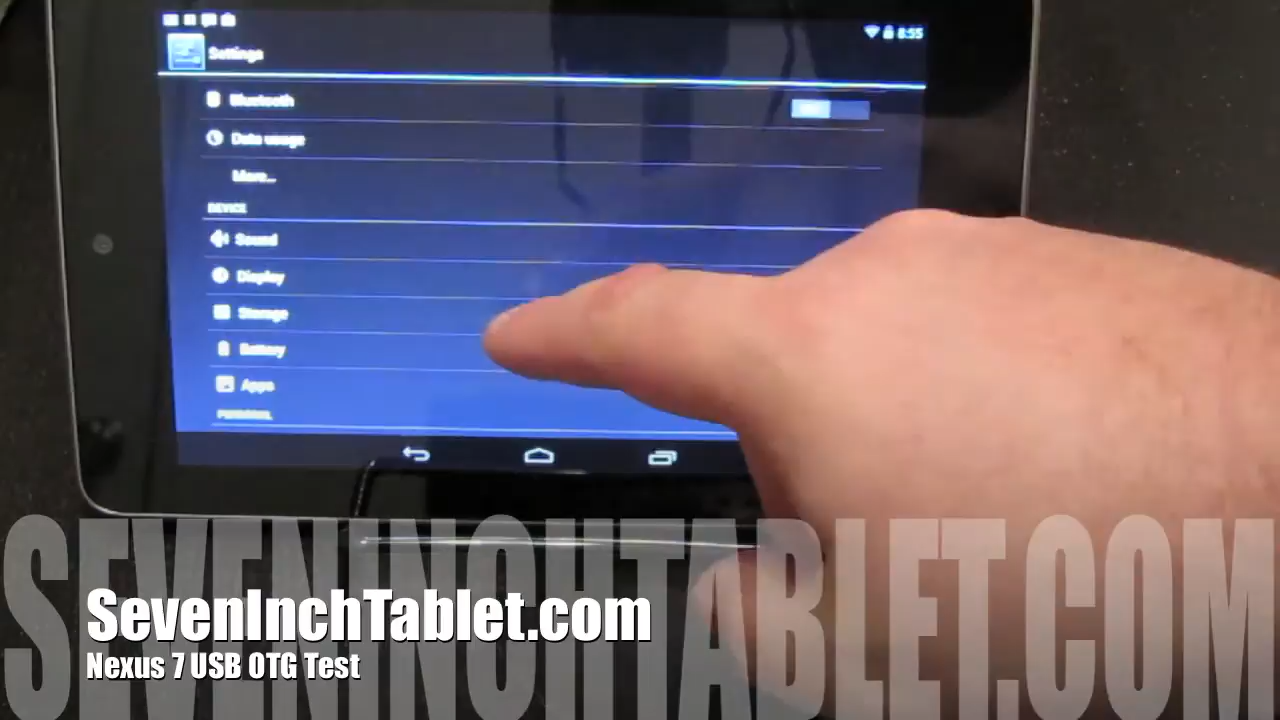 8:55
Settings
Bluetooth
Data usage
More...
DEVICE
Sound
Display
Storage
Battery
Apps
PERSONAL
SEVENINCHTABLET.COM
SevenInchTablet.com
Nexus 7 USB OTG Test